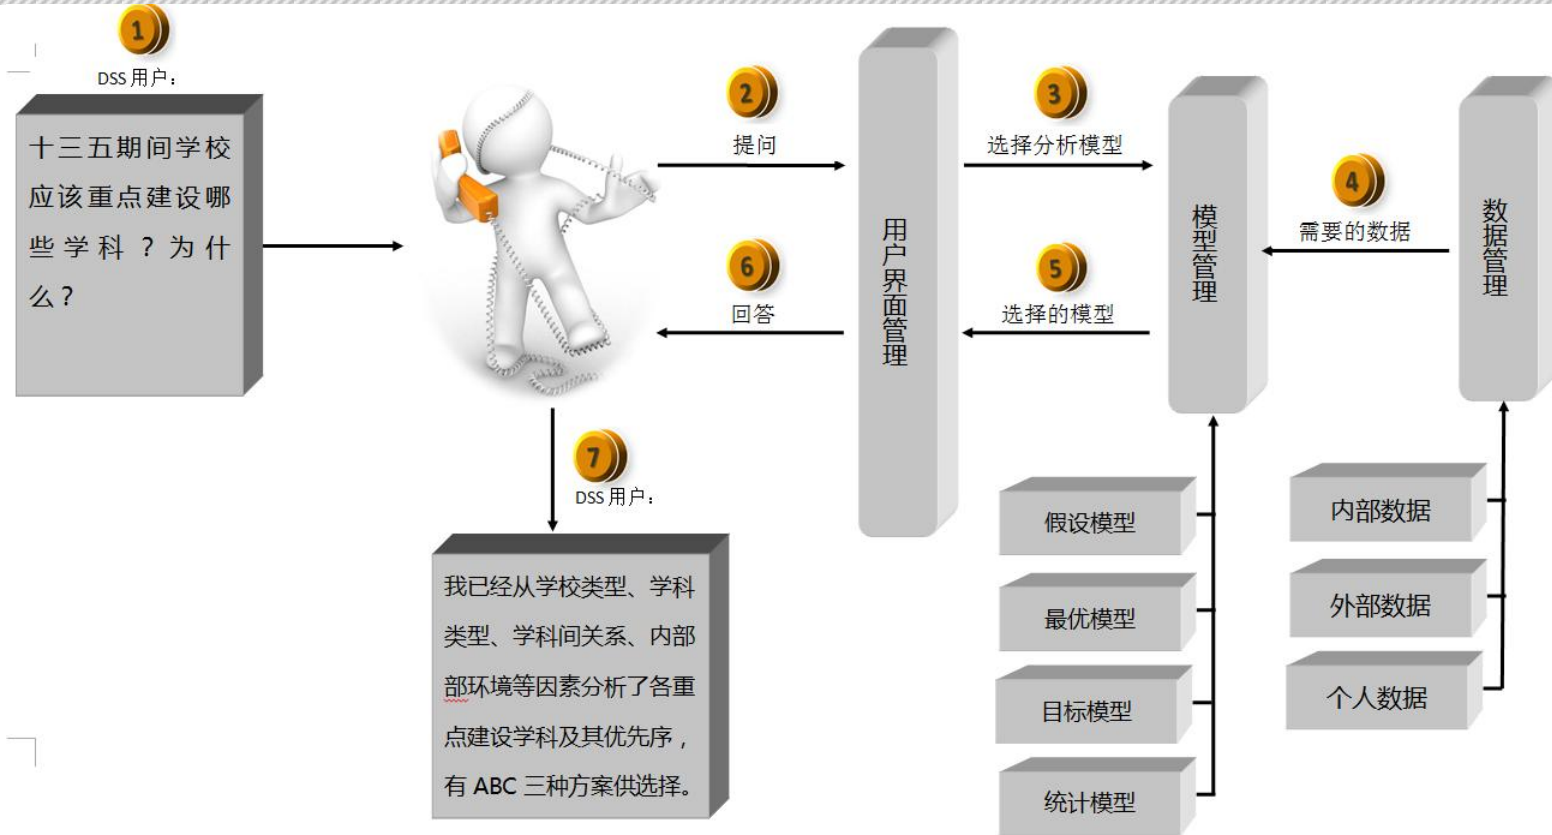 1
DSS 用户：
十三五期间学校
应该重点建设哪
些学科？为什
么？
2
提问
3
选择分析模型
4
需要的数据
5
选择的模型
6
回答
用户界面管理
模型管理
数据管理
7
DSS 用户：
我已经从学校类型、学科
类型、学科间关系、内部
部环境等因素分析了各重
点建设学科及其优先序，
有 ABC 三种方案供选择。
假设模型
最优模型
目标模型
统计模型
内部数据
外部数据
个人数据